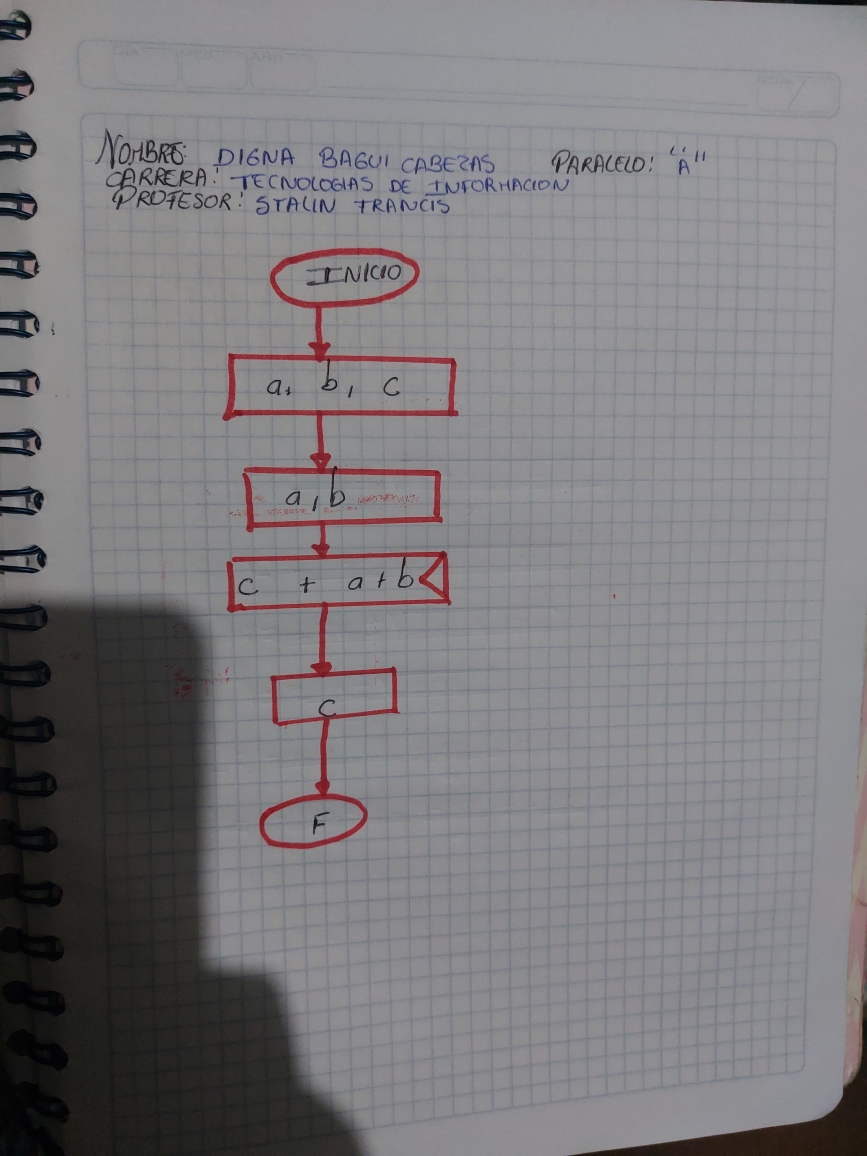 NOMBRE: DIGNA BAGUI CABEZAS PARALELO: "A"
CARRERA: TECNOLOGIAS DE INFORMACION
PROFESOR: STALIN FRANCIS
INICIO
a, b, c
a, b
c + a + b
c
F